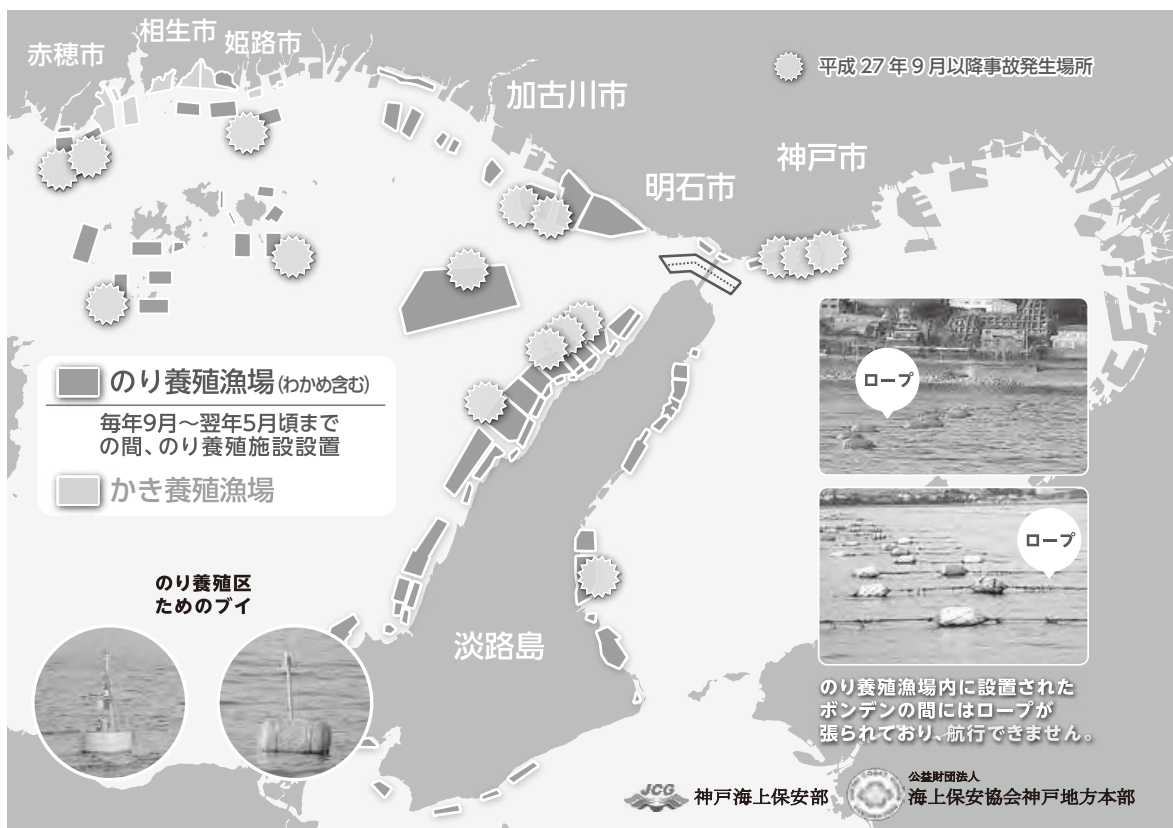 赤穂市
相生市
姫路市
平成27年9月以降事故発生場所
加古川市
神戸市
明石市
のり養殖漁場(わかめ含む)
毎年9月〜翌年5月頃まで
の間、のり養殖施設設置
かき養殖漁場
ロープ
ロープ
のり養殖区
ためのブイ
淡路島
のり養殖漁場内に設置された
ボンデンの間にはロープが
張られており、航行できません。
JCG 神戸海上保安部
公益財団法人
海上保安協会神戸地方本部